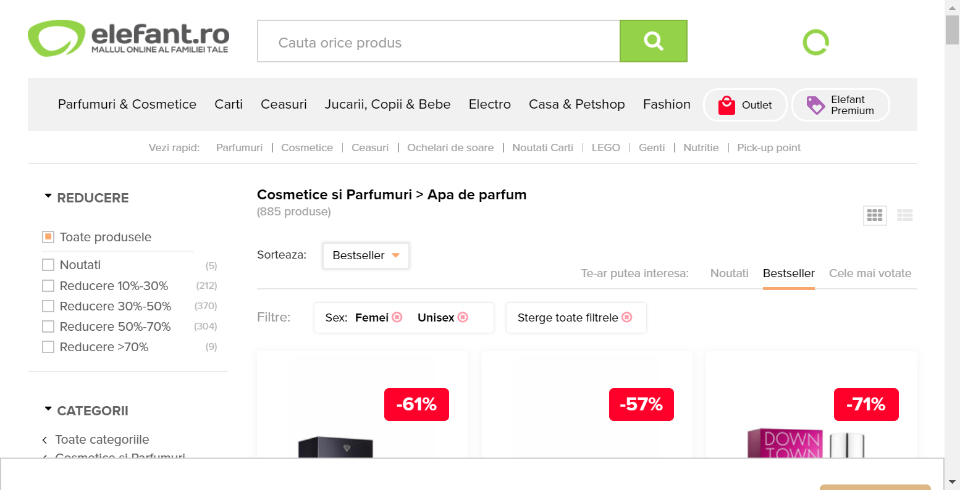 elefant.ro
MALLUL ONLINE AL FAMILIEI TALE
Cauta orice produs
Parfumuri & Cosmetice Carti Ceasuri Jucarii, Copii & Bebe Electro Casa & Petshop Fashion Outlet Elefant Premium
Vezi rapid: Parfumuri | Cosmetice | Ceasuri | Ochelari de soare | Noutati Carti | LEGO | Genti | Nutritie | Pick-up point
REDUCERE
Toate produsele
Noutati (5)
Reducere 10%-30% (212)
Reducere 30%-50% (370)
Reducere 50%-70% (304)
Reducere >70% (9)
CATEGORII
Toate categoriile
Cosmetice si Parfumuri
Cosmetice si Parfumuri > Apa de parfum
(885 produse)
Sorteaza: Bestseller
Te-ar putea interesa: Noutati Bestseller Cele mai votate
Filtre: Sex: Femei Unisex Sterge toate filtrele
-61% -57% -71%
DOWN
TOWN